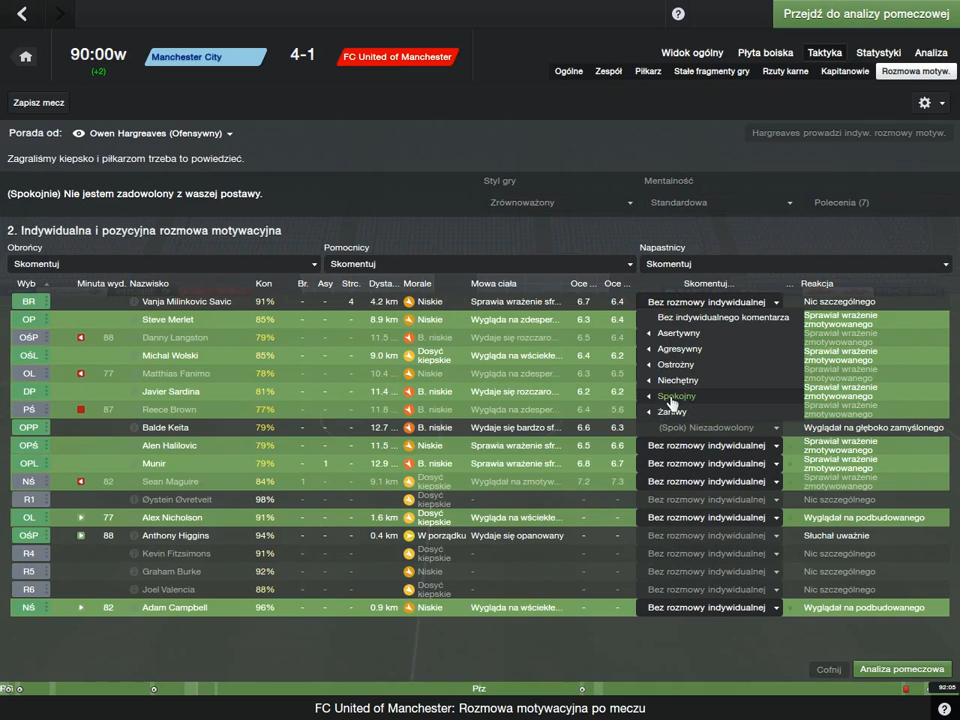 Przejdź do analizy pomeczowej
90:00w
(+2)
Manchester City
4-1
FC United of Manchester
Widok ogólny Płyta boiska Taktyka Statystyki Analiza
Ogólne Zespół Piłkarz Stałe fragmenty gry Rzuty karne Kapitanowie Rozmowa motyw.
Zapisz mecz
Porada od: Owen Hargreaves (Ofensywny)
Hargreaves prowadzi indyw. rozmowy motyw.
Zagraliśmy kiepsko i piłkarzom trzeba to powiedzieć.
Styl gry Mentalność
(Spokojnie) Nie jestem zadowolony z waszej postawy.
Zrównoważony Standardowa Polecenia (7)
2. Indywidualna i pozycyjna rozmowa motywacyjna
Obrońcy Pomocnicy Napastnicy
Skomentuj Skomentuj Skomentuj
Wyb Minuta wyd. Nazwisko Kon Br. Asy Strc. Dysta... Morale Mowa ciała Oce ... Oce ... Skomentuj... ... Reakcja
BR Vanja Milinkovic Savic 91% 4 4.2 km Niskie Sprawia wrażenie sfr... 6.7 6.4 Bez rozmowy indywidualnej Nic szczególnego
OP Steve Merlet 85% - - - 8.9 km Niskie Wygląda na zdesper... 6.3 6.4 Bez indywidualnego komentarza Sprawiał wrażenie zmotywowanego
OŚP 88 Danny Langston 79% - - - 11.5 ... B. niskie Wydaje się rozczaro... 6.3 6.3 Asertywny Sprawiał wrażenie zmotywowanego
OŚL Michał Wolski 85% - - - 9.0 km Dosyć kiepskie Wygląda na wściekłe... 6.4 6.2 Agresywny Sprawiał wrażenie zmotywowanego
OL 77 Matthias Fanimo 78% - - - 11.5 ... Niskie Wygląda na zdesper... 6.4 6.4 Ostrożny Sprawiał wrażenie zmotywowanego
DP Javier Sardina 81% - - - 11.4 ... B. niskie Wydaje się rozczaro... 6.2 6.2 Niechętny Sprawiał wrażenie zmotywowanego
PŚ 87 Reece Brown 77% - - - 11.8 ... B. niskie Wygląda na wściekłe... 6.4 5.6 Spokojny Sprawiał wrażenie zmotywowanego
Żarliwy
OPP Balde Keita 79% - - - 12.7 ... B. niskie Wydaje się bardzo sf... 6.6 6.3 (Spok) Niezadowolony Wyglądał na głęboko zamyślonego
OPŚ Alen Halilovic 79% - - - 11.5 ... Niskie Sprawia wrażenie sfr... 6.5 6.6 Bez rozmowy indywidualnej Sprawiał wrażenie zmotywowanego
OPL Munir 79% - 1 - 12.9 ... B. niskie Sprawia wrażenie sfr... 6.8 6.7 Bez rozmowy indywidualnej Sprawiał wrażenie zmotywowanego
NŚ 82 Sean Maguire 84% 1 - - 9.1 km Dosyć kiepskie Wygląda na zmotyw... 7.2 7.3 Bez rozmowy indywidualnej Sprawiał wrażenie zmotywowanego
R1 Øystein Øvretveit 98% - - - - Dosyć kiepskie - - Bez rozmowy indywidualnej Nic szczególnego
OL 77 Alex Nicholson 91% - - - 1.6 km Dosyć kiepskie Wygląda na wściekłe... - - Bez rozmowy indywidualnej Wyglądał na podbudowanego
OŚP 88 Anthony Higgins 94% - - - 0.4 km W porządku Wydaje się opanowany - - Bez rozmowy indywidualnej Słuchał uważnie
R4 Kevin Fitzsimons 91% - - - - Dosyć kiepskie - - Bez rozmowy indywidualnej Nic szczególnego
R5 Graham Burke 92% - - - - Niskie - - Bez rozmowy indywidualnej Nic szczególnego
R6 Joel Valencia 88% - - - - Dosyć kiepskie - - Bez rozmowy indywidualnej Nic szczególnego
NŚ 82 Adam Campbell 96% - - - 0.9 km Niskie Wygląda na wściekłe... - - Bez rozmowy indywidualnej Wyglądał na podbudowanego
Cofnij Analiza pomeczowa
Prz 92:05
FC United of Manchester: Rozmowa motywacyjna po meczu